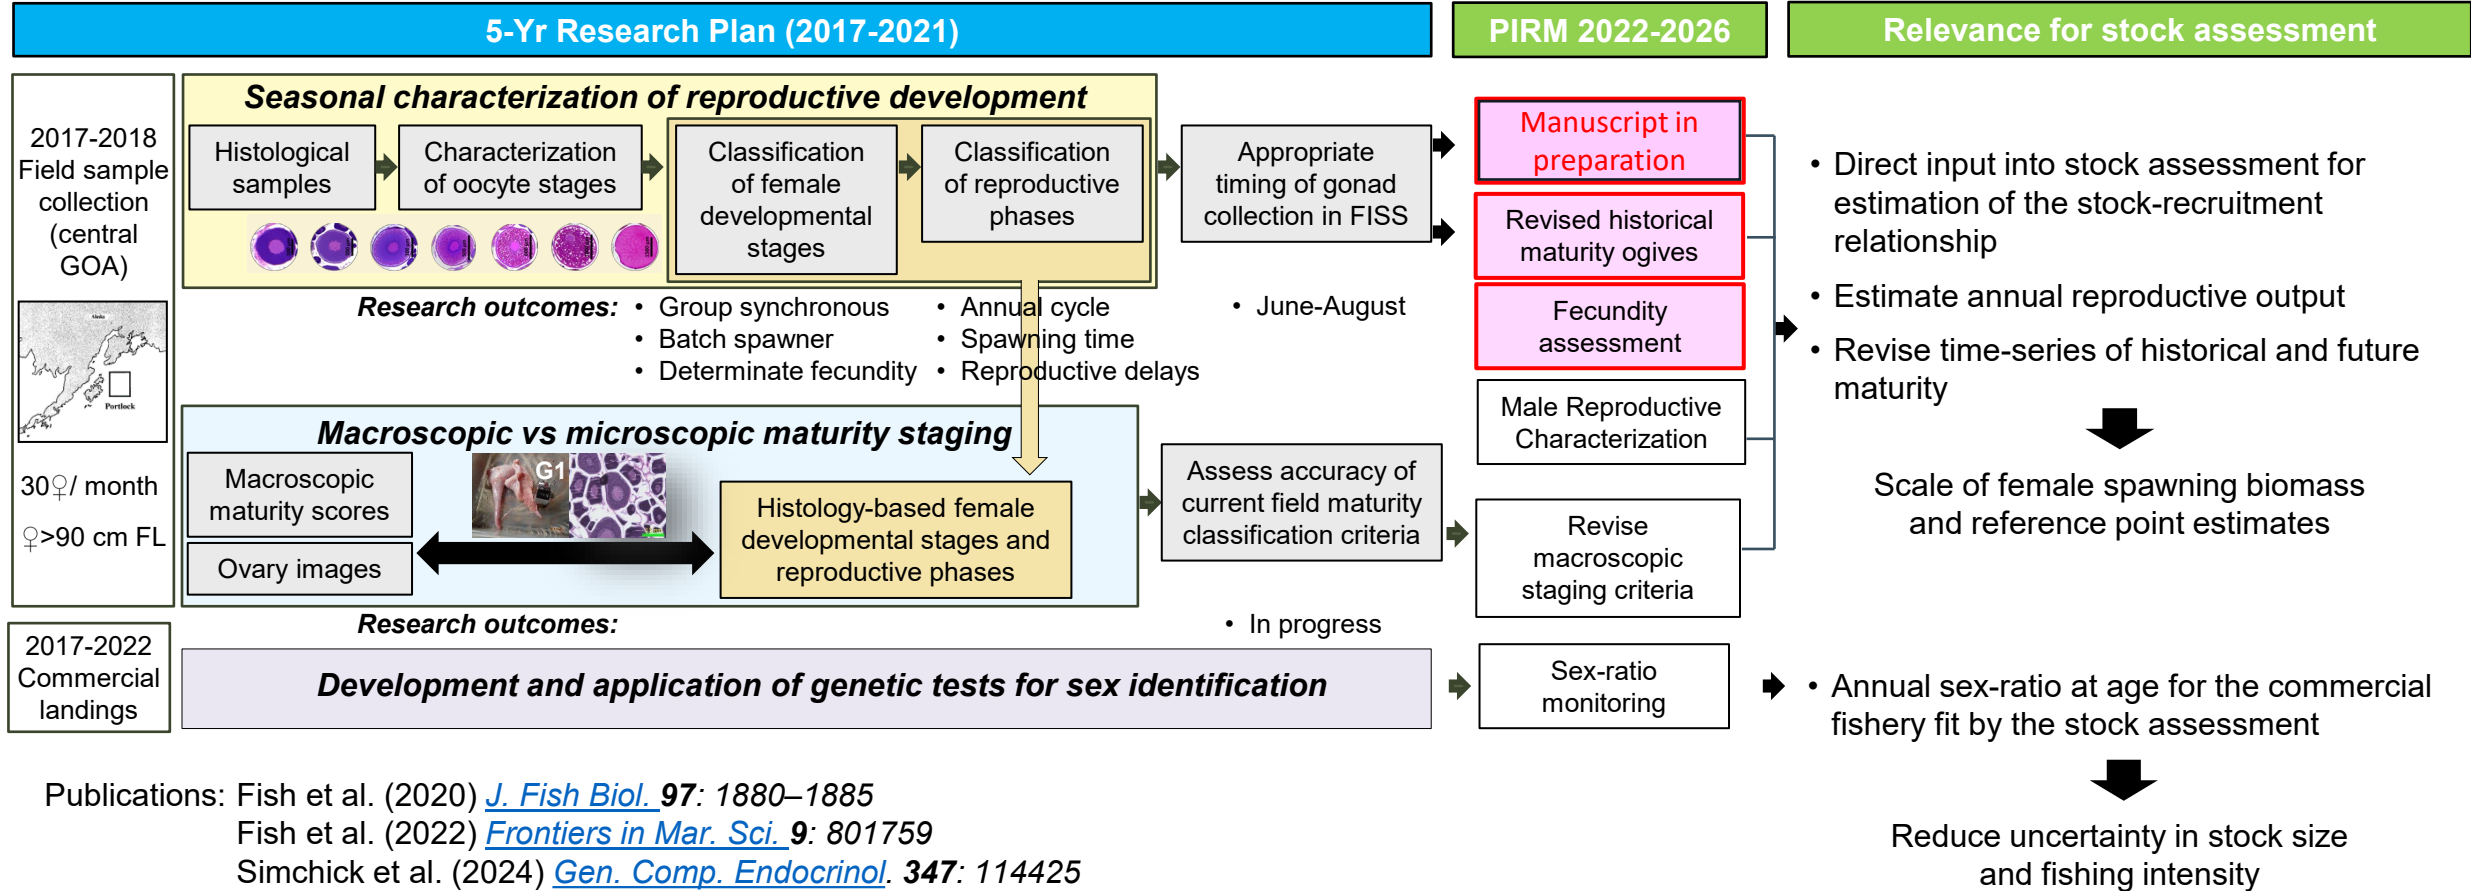 5-Yr Research Plan (2017-2021)
PIRM 2022-2026
Relevance for stock assessment
2017-2018
Field sample
collection
(central
GOA)
Alaska
Portlock
30♀/ month
♀>90 cm FL
Seasonal characterization of reproductive development
Histological
samples
Characterization
of oocyte stages
Classification
of female
developmental
stages
Classification
of reproductive
phases
Appropriate
timing of gonad
collection in FISS
Research outcomes:
• Group synchronous
• Batch spawner
• Determinate fecundity
• Annual cycle
• Spawning time
• Reproductive delays
• June-August
Macroscopic vs microscopic maturity staging
Macroscopic
maturity scores
Ovary images
G1
Histology-based female
developmental stages and
reproductive phases
Assess accuracy of
current field maturity
classification criteria
Research outcomes:
• In progress
Manuscript in
preparation
Revised historical
maturity ogives
Fecundity
assessment
Male Reproductive
Characterization
Revise
macroscopic
staging criteria
• Direct input into stock assessment for
estimation of the stock-recruitment
relationship
• Estimate annual reproductive output
• Revise time-series of historical and future
maturity
Scale of female spawning biomass
and reference point estimates
2017-2022
Commercial
landings
Development and application of genetic tests for sex identification
Sex-ratio
monitoring
• Annual sex-ratio at age for the commercial
fishery fit by the stock assessment
Reduce uncertainty in stock size
and fishing intensity
Publications: Fish et al. (2020) J. Fish Biol. 97: 1880–1885
Fish et al. (2022) Frontiers in Mar. Sci. 9: 801759
Simchick et al. (2024) Gen. Comp. Endocrinol. 347: 114425